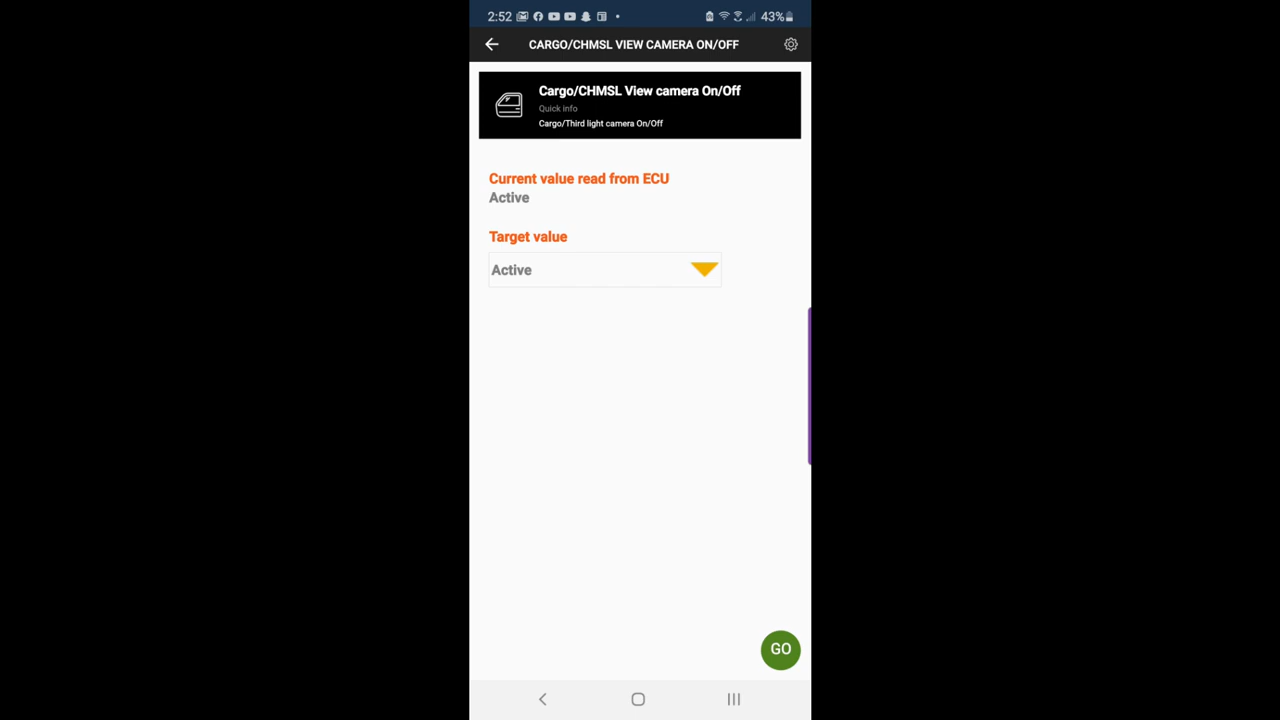 2:52 43%
CARGO/CHMSL VIEW CAMERA ON/OFF
Cargo/CHMSL View camera On/Off
Quick info
Cargo/Third light camera On/Off
Current value read from ECU
Active
Target value
Active
GO